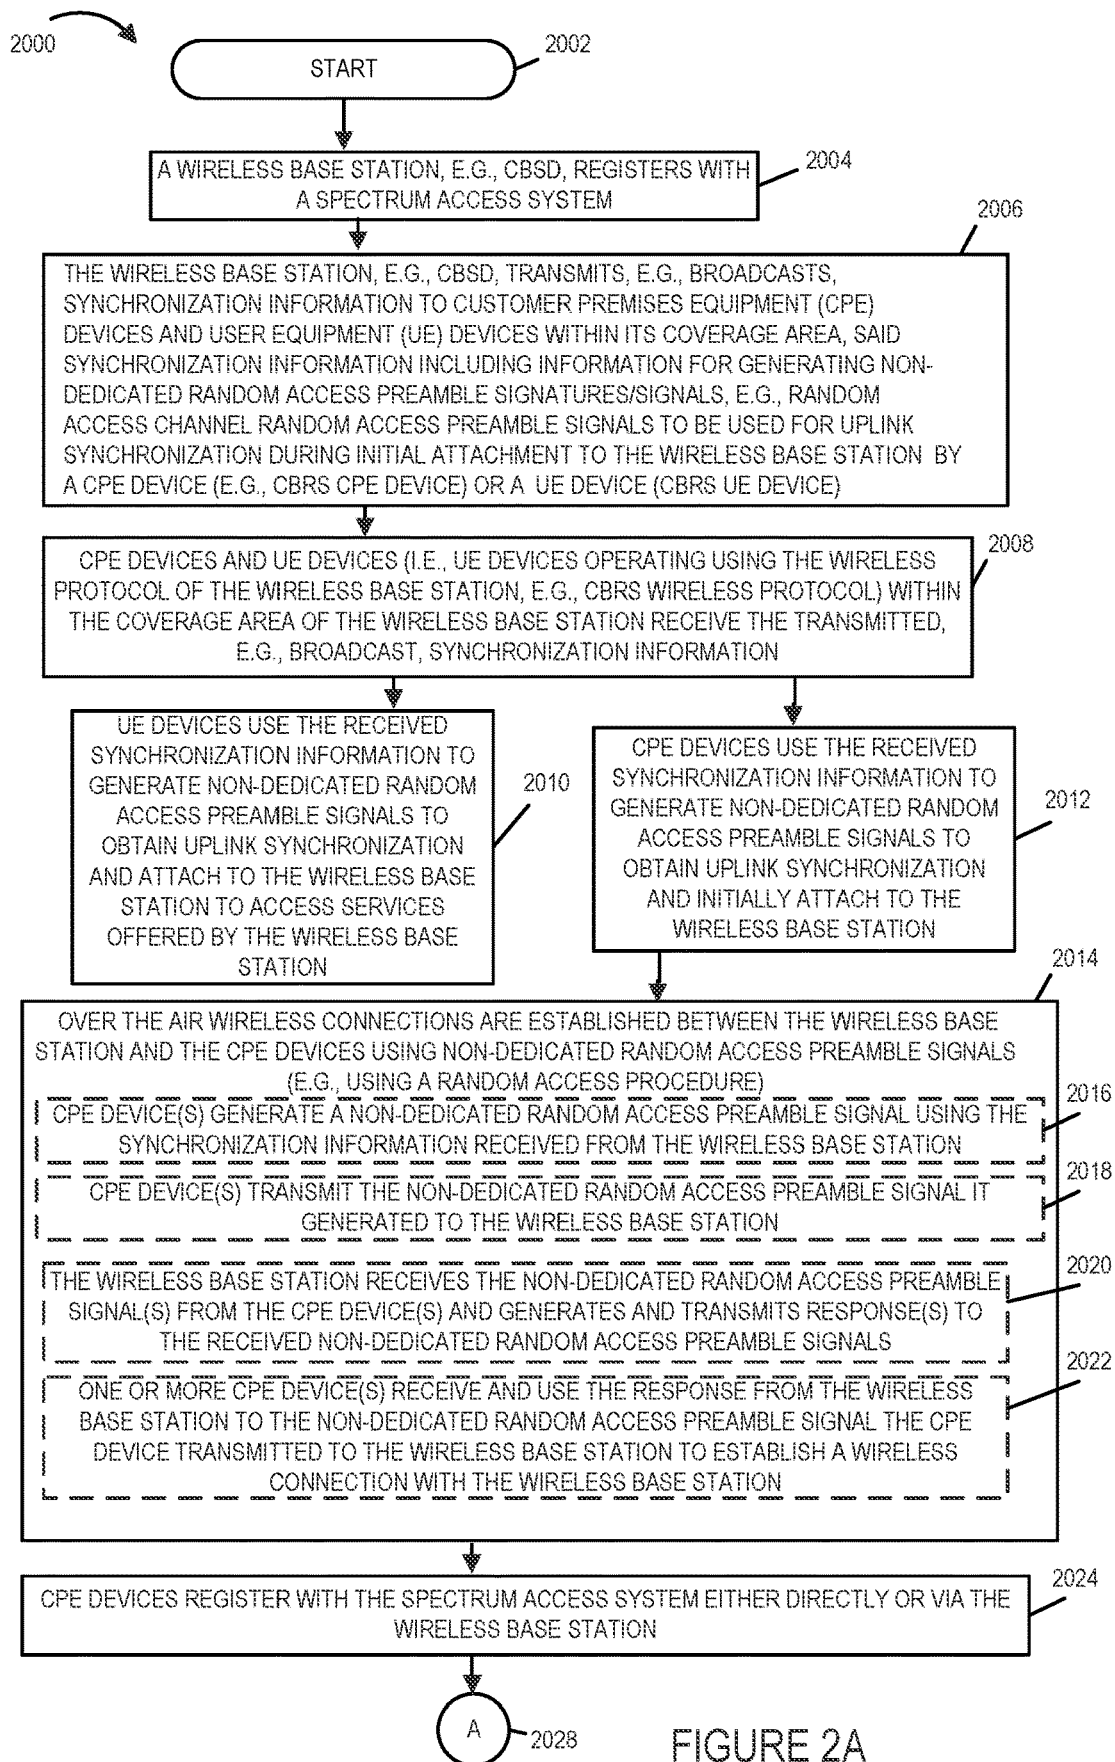 2000
2002
START
A WIRELESS BASE STATION, E.G., CBSD, REGISTERS WITH
A SPECTRUM ACCESS SYSTEM
2004
2006
THE WIRELESS BASE STATION, E.G., CBSD, TRANSMITS, E.G., BROADCASTS,
SYNCHRONIZATION INFORMATION TO CUSTOMER PREMISES EQUIPMENT (CPE)
DEVICES AND USER EQUIPMENT (UE) DEVICES WITHIN ITS COVERAGE AREA, SAID
SYNCHRONIZATION INFORMATION INCLUDING INFORMATION FOR GENERATING NON-
DEDICATED RANDOM ACCESS PREAMBLE SIGNATURES/SIGNALS, E.G., RANDOM
ACCESS CHANNEL RANDOM ACCESS PREAMBLE SIGNALS TO BE USED FOR UPLINK
SYNCHRONIZATION DURING INITIAL ATTACHMENT TO THE WIRELESS BASE STATION BY
A CPE DEVICE (E.G., CBRS CPE DEVICE) OR A UE DEVICE (CBRS UE DEVICE)
2008
CPE DEVICES AND UE DEVICES (I.E., UE DEVICES OPERATING USING THE WIRELESS
PROTOCOL OF THE WIRELESS BASE STATION, E.G., CBRS WIRELESS PROTOCOL) WITHIN
THE COVERAGE AREA OF THE WIRELESS BASE STATION RECEIVE THE TRANSMITTED,
E.G., BROADCAST, SYNCHRONIZATION INFORMATION
UE DEVICES USE THE RECEIVED
SYNCHRONIZATION INFORMATION TO
GENERATE NON-DEDICATED RANDOM
ACCESS PREAMBLE SIGNALS TO
OBTAIN UPLINK SYNCHRONIZATION
AND ATTACH TO THE WIRELESS BASE
STATION TO ACCESS SERVICES
OFFERED BY THE WIRELESS BASE
STATION
2010
CPE DEVICES USE THE RECEIVED
SYNCHRONIZATION INFORMATION TO
GENERATE NON-DEDICATED RANDOM
ACCESS PREAMBLE SIGNALS TO
OBTAIN UPLINK SYNCHRONIZATION
AND INITIALLY ATTACH TO THE
WIRELESS BASE STATION
2012
2014
OVER THE AIR WIRELESS CONNECTIONS ARE ESTABLISHED BETWEEN THE WIRELESS BASE
STATION AND THE CPE DEVICES USING NON-DEDICATED RANDOM ACCESS PREAMBLE SIGNALS
(E.G., USING A RANDOM ACCESS PROCEDURE)
2016
CPE DEVICE(S) GENERATE A NON-DEDICATED RANDOM ACCESS PREAMBLE SIGNAL USING THE
SYNCHRONIZATION INFORMATION RECEIVED FROM THE WIRELESS BASE STATION
2018
CPE DEVICE(S) TRANSMIT THE NON-DEDICATED RANDOM ACCESS PREAMBLE SIGNAL IT
GENERATED TO THE WIRELESS BASE STATION
2020
THE WIRELESS BASE STATION RECEIVES THE NON-DEDICATED RANDOM ACCESS PREAMBLE
SIGNAL(S) FROM THE CPE DEVICE(S) AND GENERATES AND TRANSMITS RESPONSE(S) TO
THE RECEIVED NON-DEDICATED RANDOM ACCESS PREAMBLE SIGNALS
2022
ONE OR MORE CPE DEVICE(S) RECEIVE AND USE THE RESPONSE FROM THE WIRELESS
BASE STATION TO THE NON-DEDICATED RANDOM ACCESS PREAMBLE SIGNAL THE CPE
DEVICE TRANSMITTED TO THE WIRELESS BASE STATION TO ESTABLISH A WIRELESS
CONNECTION WITH THE WIRELESS BASE STATION
2024
CPE DEVICES REGISTER WITH THE SPECTRUM ACCESS SYSTEM EITHER DIRECTLY OR VIA THE
WIRELESS BASE STATION
A
2028
FIGURE 2A